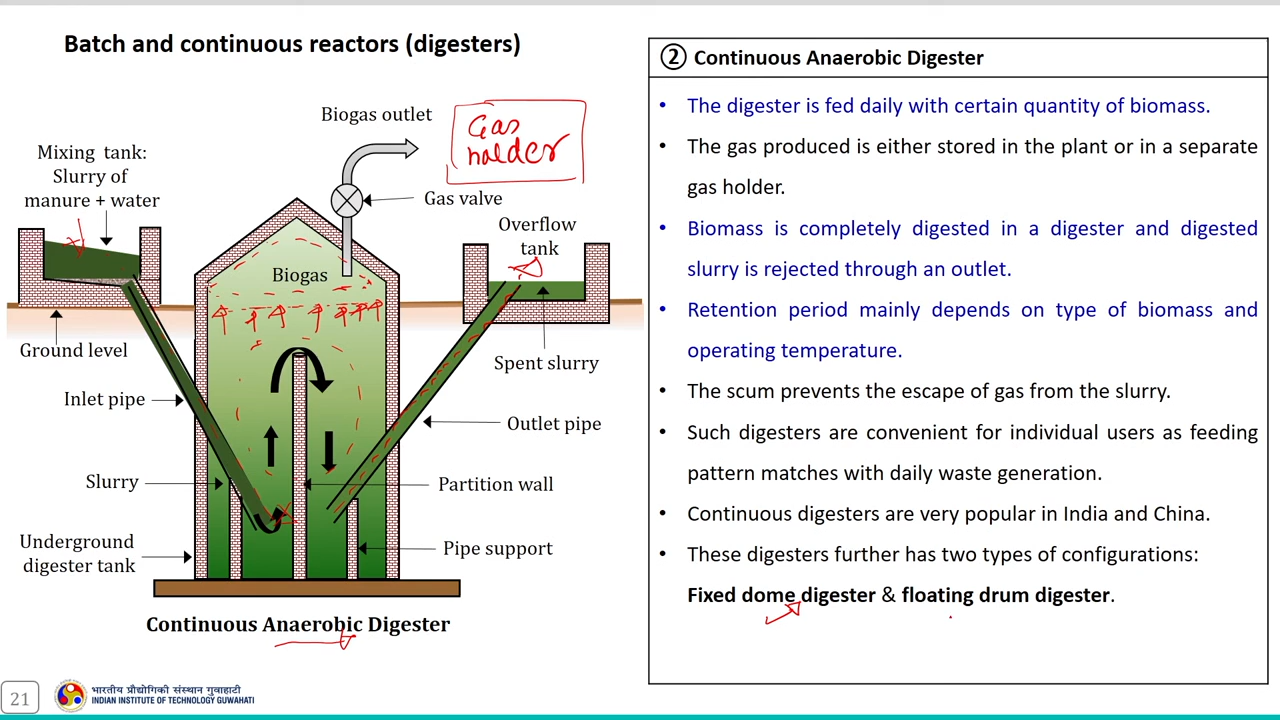 Batch and continuous reactors (digesters)
Biogas outlet
Gas
holder
Mixing tank:
Slurry of
manure + water
Gas valve
Overflow
tank
Biogas
Ground level
Spent slurry
Inlet pipe
Outlet pipe
Slurry
Partition wall
Underground
digester tank
Pipe support
Continuous Anaerobic Digester
② Continuous Anaerobic Digester
• The digester is fed daily with certain quantity of biomass.
• The gas produced is either stored in the plant or in a separate
gas holder.
• Biomass is completely digested in a digester and digested
slurry is rejected through an outlet.
• Retention period mainly depends on type of biomass and
operating temperature.
• The scum prevents the escape of gas from the slurry.
• Such digesters are convenient for individual users as feeding
pattern matches with daily waste generation.
• Continuous digesters are very popular in India and China.
• These digesters further has two types of configurations:
Fixed dome digester & floating drum digester.
21
भारतीय प्रौद्योगिकी संस्थान गुवाहाटी
INDIAN INSTITUTE OF TECHNOLOGY GUWAHATI